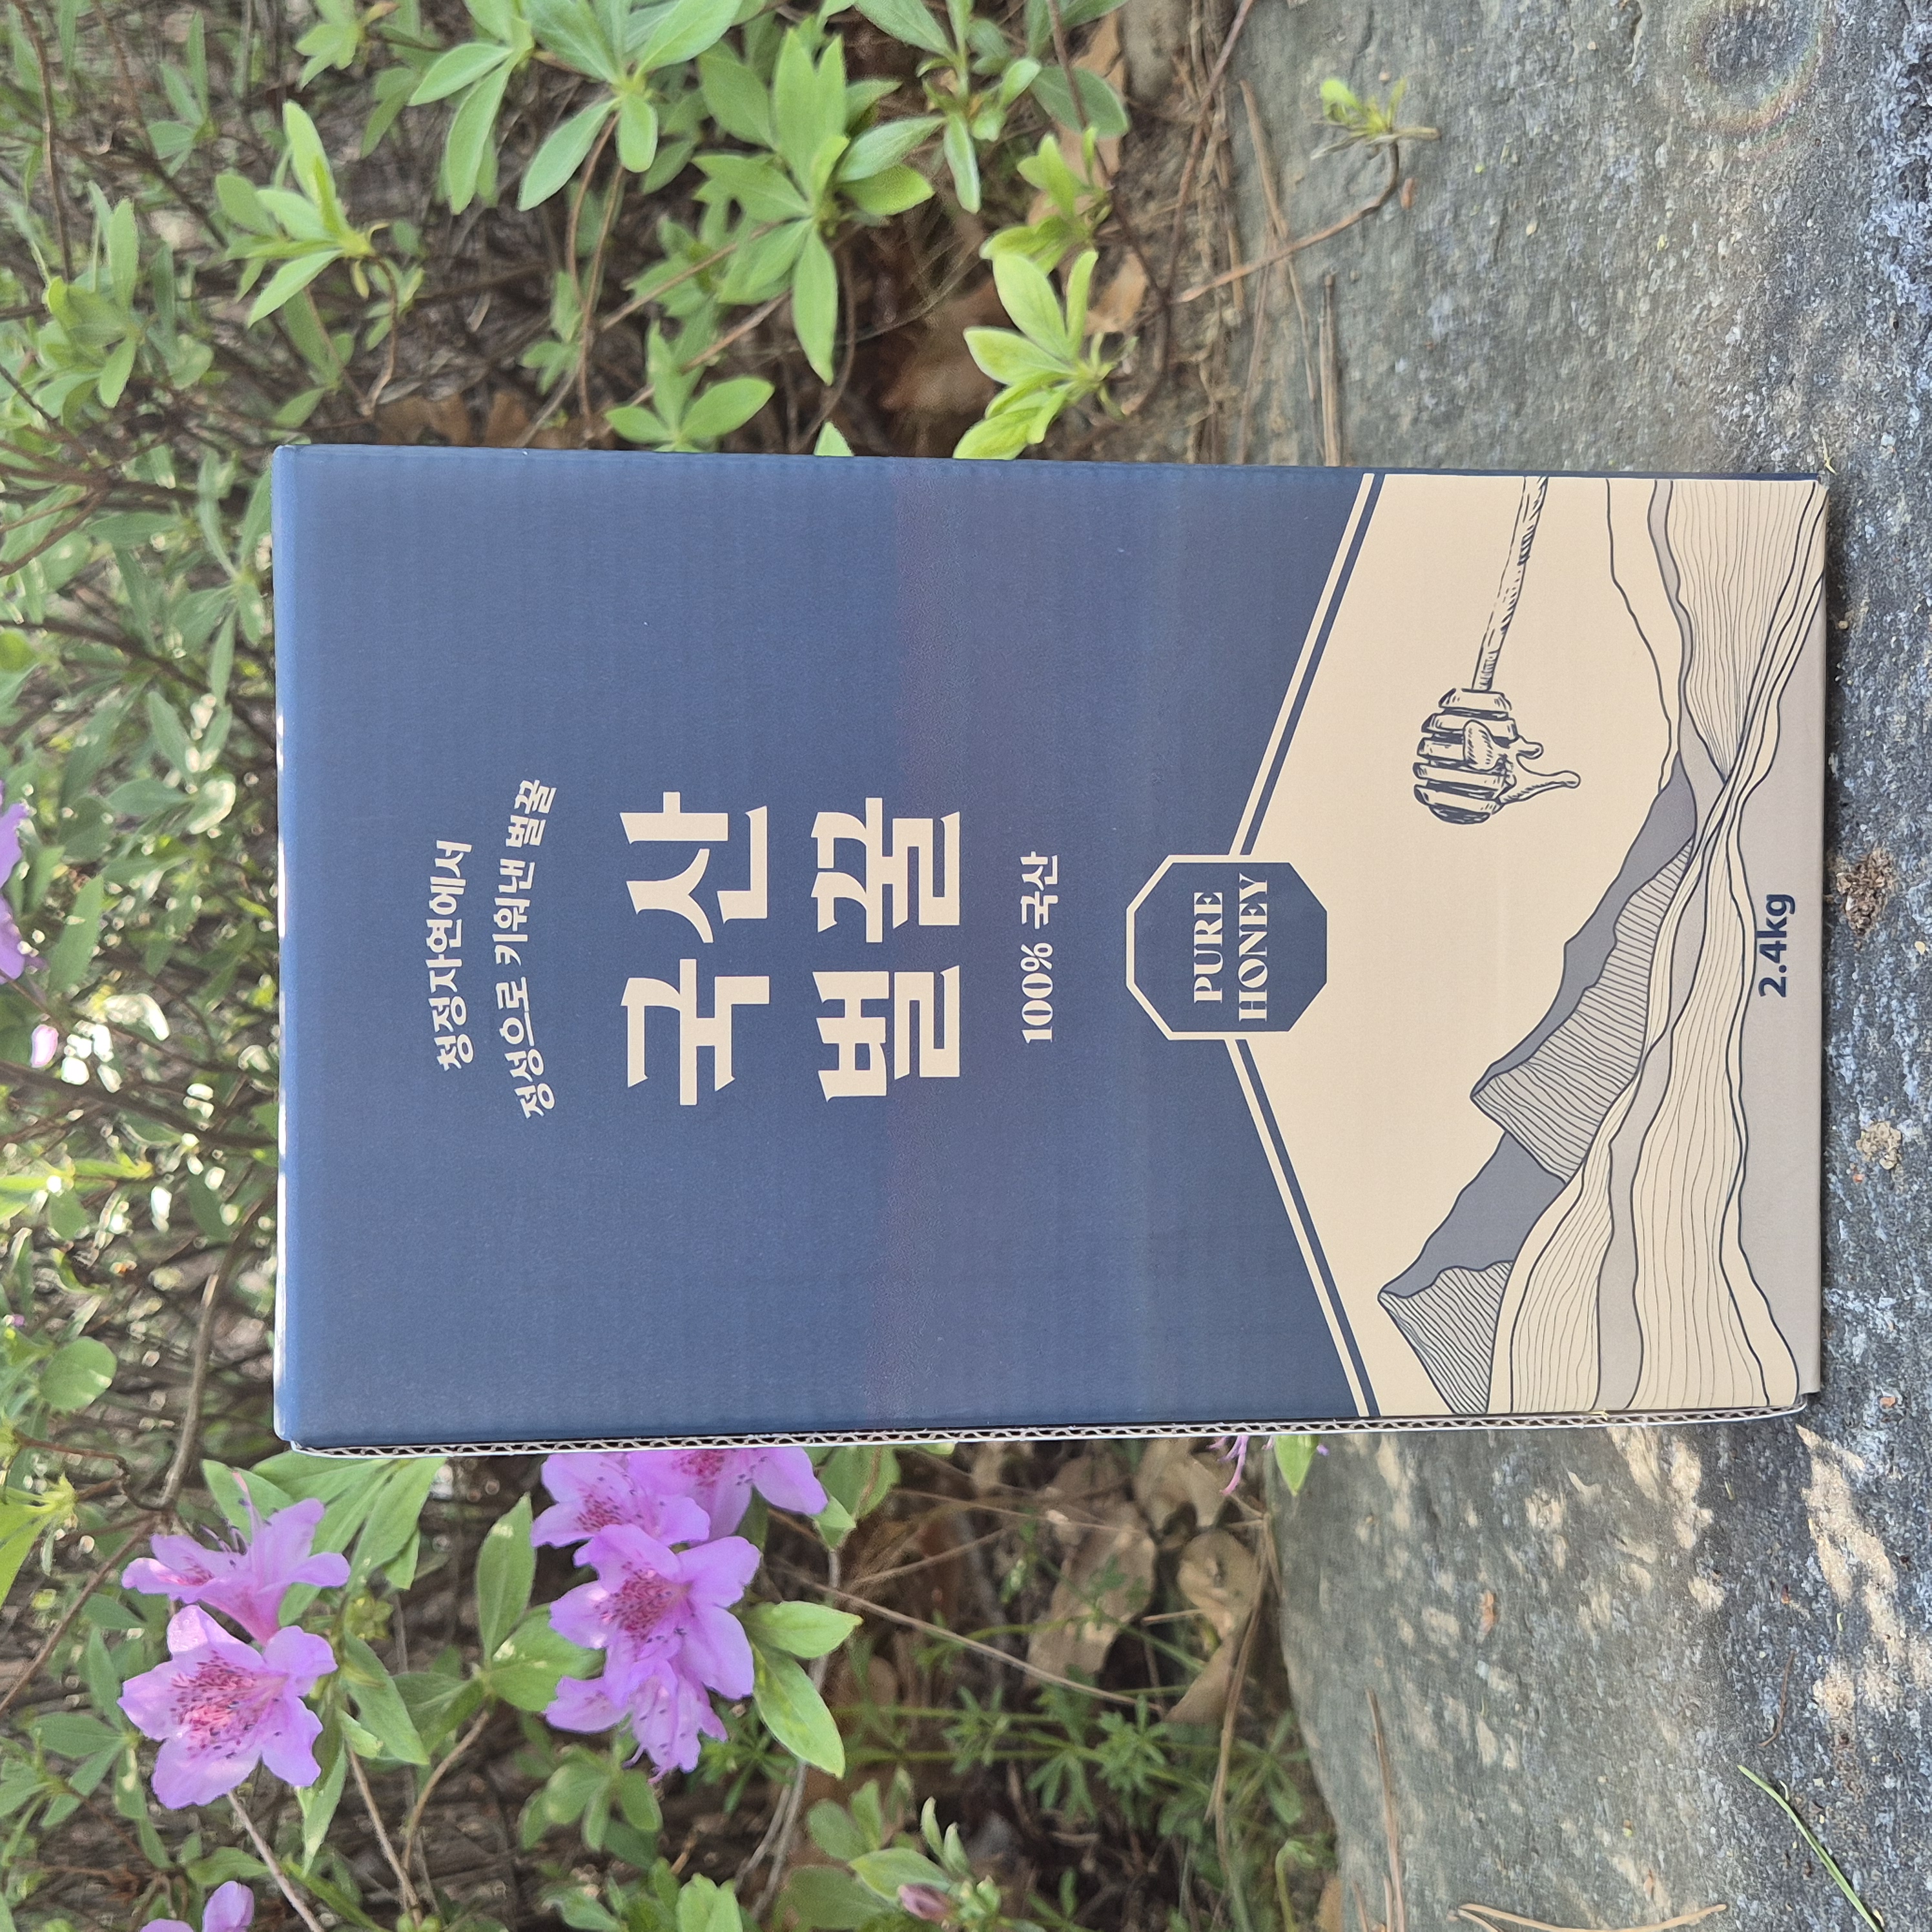 청정자연에서
정성으로 키워낸 벌꿀
국산
벌꿀
100% 국산
PURE
HONEY
2.4kg